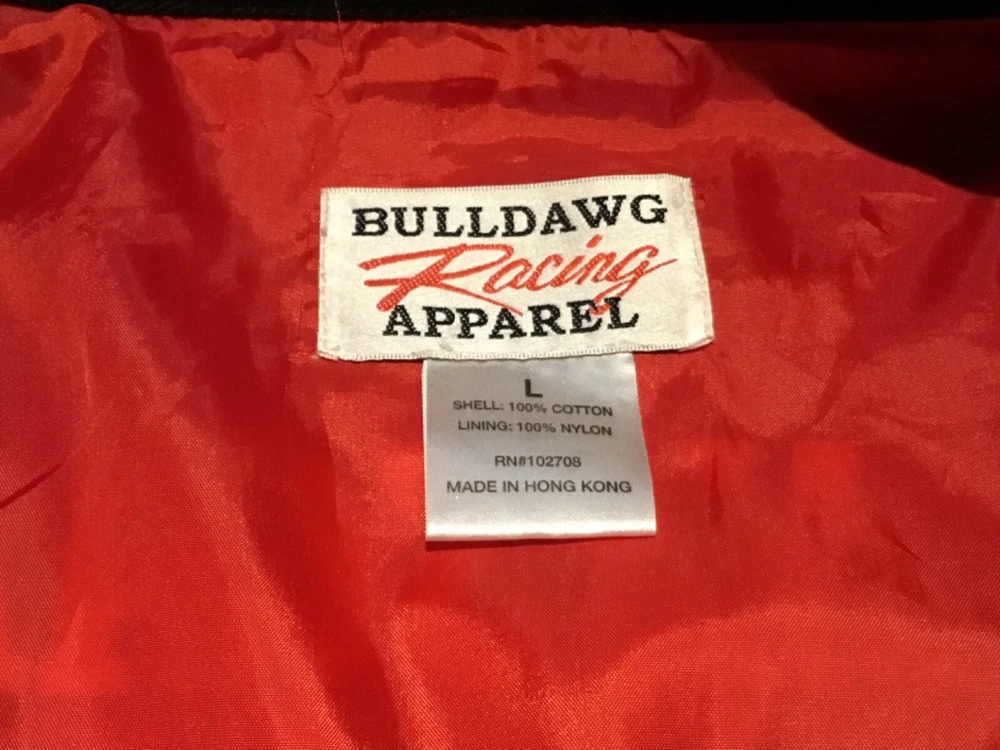 BULLDAWG
Racing
APPAREL
L
SHELL: 100% COTTON
LINING: 100% NYLON
RN#102708
MADE IN HONG KONG